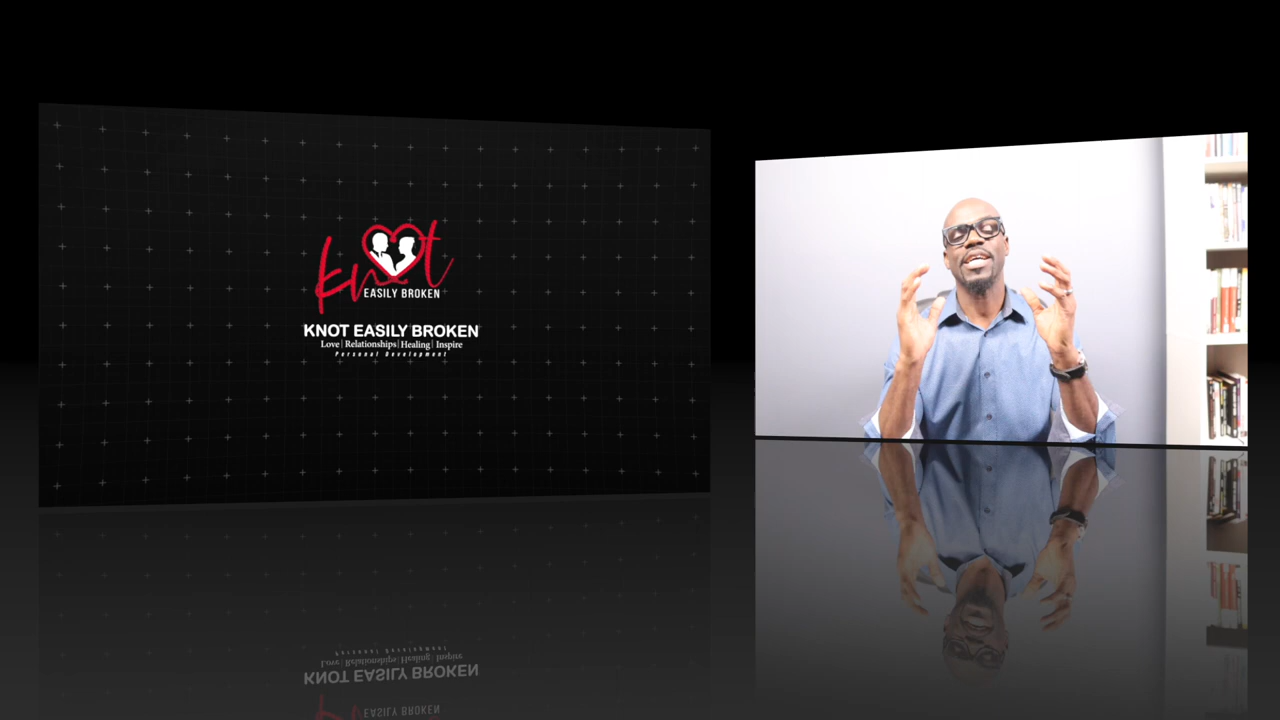 knot
EASILY BROKEN
KNOT EASILY BROKEN
Love | Relationships | Healing | Inspire
Personal Development